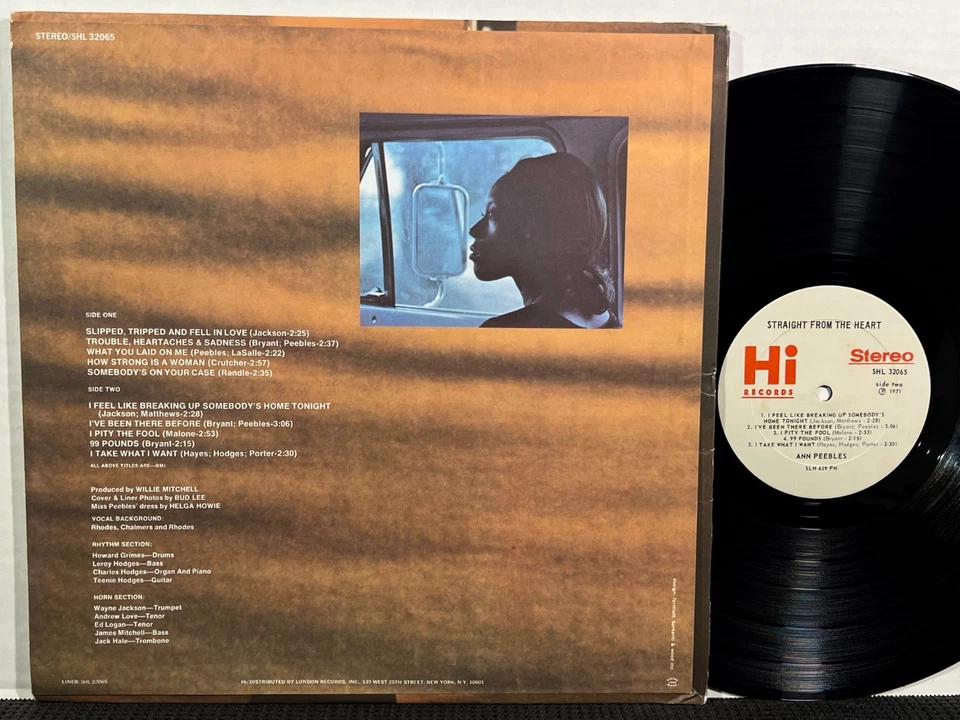 STEREO/SHL 32065
SIDE ONE
SLIPPED, TRIPPED AND FELL IN LOVE (Jackson-2:25)
TROUBLE, HEARTACHES & SADNESS (Bryant; Peebles-2:37)
WHAT YOU LAID ON ME (Peebles; LaSalle-2:22)
HOW STRONG IS A WOMAN (Crutcher-2:57)
SOMEBODY'S ON YOUR CASE (Randle-2:35)
SIDE TWO
I FEEL LIKE BREAKING UP SOMEBODY'S HOME TONIGHT
(Jackson; Matthews-2:28)
I'VE BEEN THERE BEFORE (Bryant; Peebles-3:06)
I PITY THE FOOL (Malone-2:53)
99 POUNDS (Bryant-2:15)
I TAKE WHAT I WANT (Hayes; Hodges; Porter-2:30)
ALL ABOVE TITLES ARE—BMI
Produced by WILLIE MITCHELL
Cover & Liner Photos by BUD LEE
Miss Peebles' dress by HELGA HOWIE
VOCAL BACKGROUND:
Rhodes, Chalmers and Rhodes
RHYTHM SECTION:
Howard Grimes—Drums
Leroy Hodges—Bass
Charles Hodges—Organ And Piano
Teenie Hodges—Guitar
HORN SECTION:
Wayne Jackson—Trumpet
Andrew Love—Tenor
Ed Logan—Tenor
James Mitchell—Bass
Jack Hale—Trombone
LINER: SHL 32065
Hi, DISTRIBUTED BY LONDON RECORDS, INC., 539 WEST 25TH STREET, NEW YORK, N.Y. 10001
design:
STRAIGHT FROM THE HEART
Hi
RECORDS
Stereo
SHL 32065
side two
Ⓟ 1971
1. I FEEL LIKE BREAKING UP SOMEBODY'S
HOME TONIGHT (Jackson, Matthews - 2:28)
2. I'VE BEEN THERE BEFORE (Bryant; Peebles - 3:06)
3. I PITY THE FOOL (Malone - 2:53)
4. 99 POUNDS (Bryant - 2:15)
5. I TAKE WHAT I WANT (Hayes, Hodges, Porter - 2:30)
ANN PEEBLES
SLH 629 PH